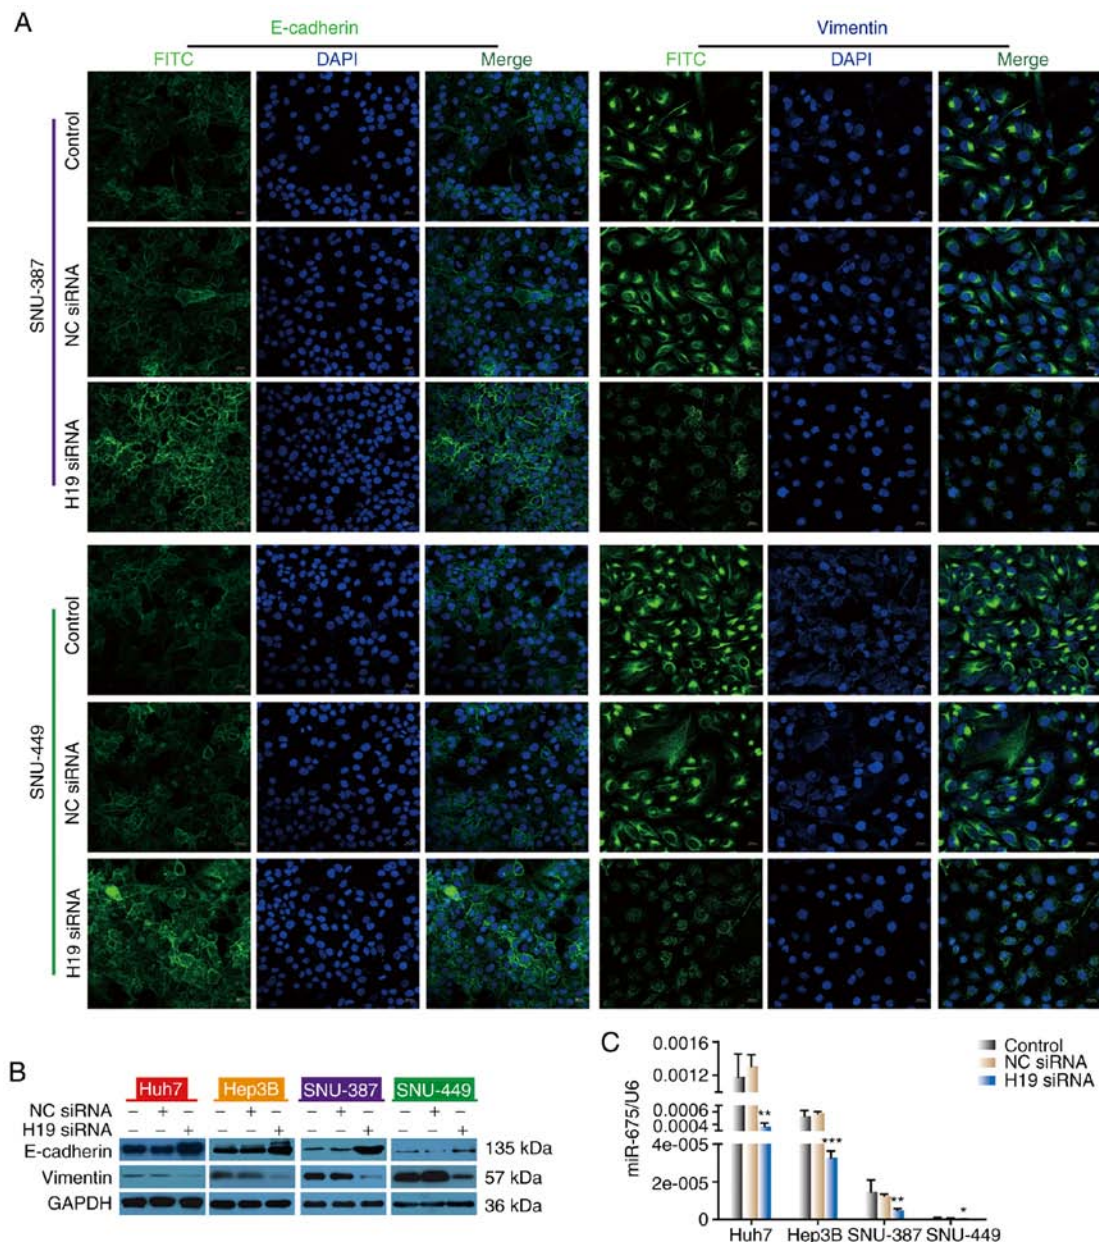 A
E-cadherin Vimentin
FITC DAPI Merge FITC DAPI Merge
SNU-387
Control
NC siRNA
H19 siRNA
SNU-449
Control
NC siRNA
H19 siRNA
B
Huh7 Hep3B SNU-387 SNU-449
NC siRNA – + – – + – – + – – + –
H19 siRNA – – + – – + – – + – – +
E-cadherin 135 kDa
Vimentin 57 kDa
GAPDH 36 kDa
C
Control
NC siRNA
H19 siRNA
miR-675/U6
0.0016
0.0012
0.0006
0.0004
4e-005
2e-005
0
** *** ** *
Huh7 Hep3B SNU-387 SNU-449